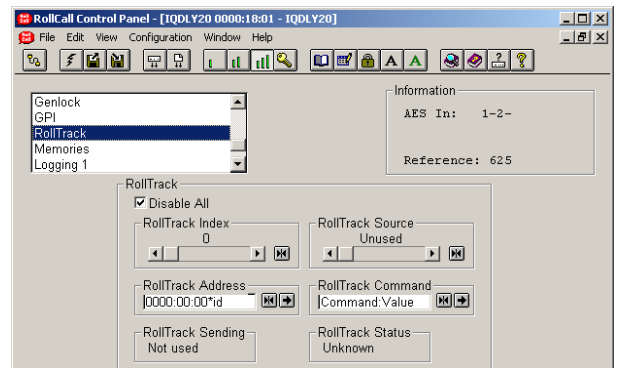 RollCall Control Panel - [IQDLY20 0000:18:01 - IQDLY20]
File Edit View Configuration Window Help
Genlock
GPI
RollTrack
Memories
Logging 1
Information
AES In: 1-2-
Reference: 625
RollTrack
Disable All
RollTrack Index
0
RollTrack Source
Unused
RollTrack Address
0000:00:00*id
RollTrack Command
Command:Value
RollTrack Sending
Not used
RollTrack Status
Unknown